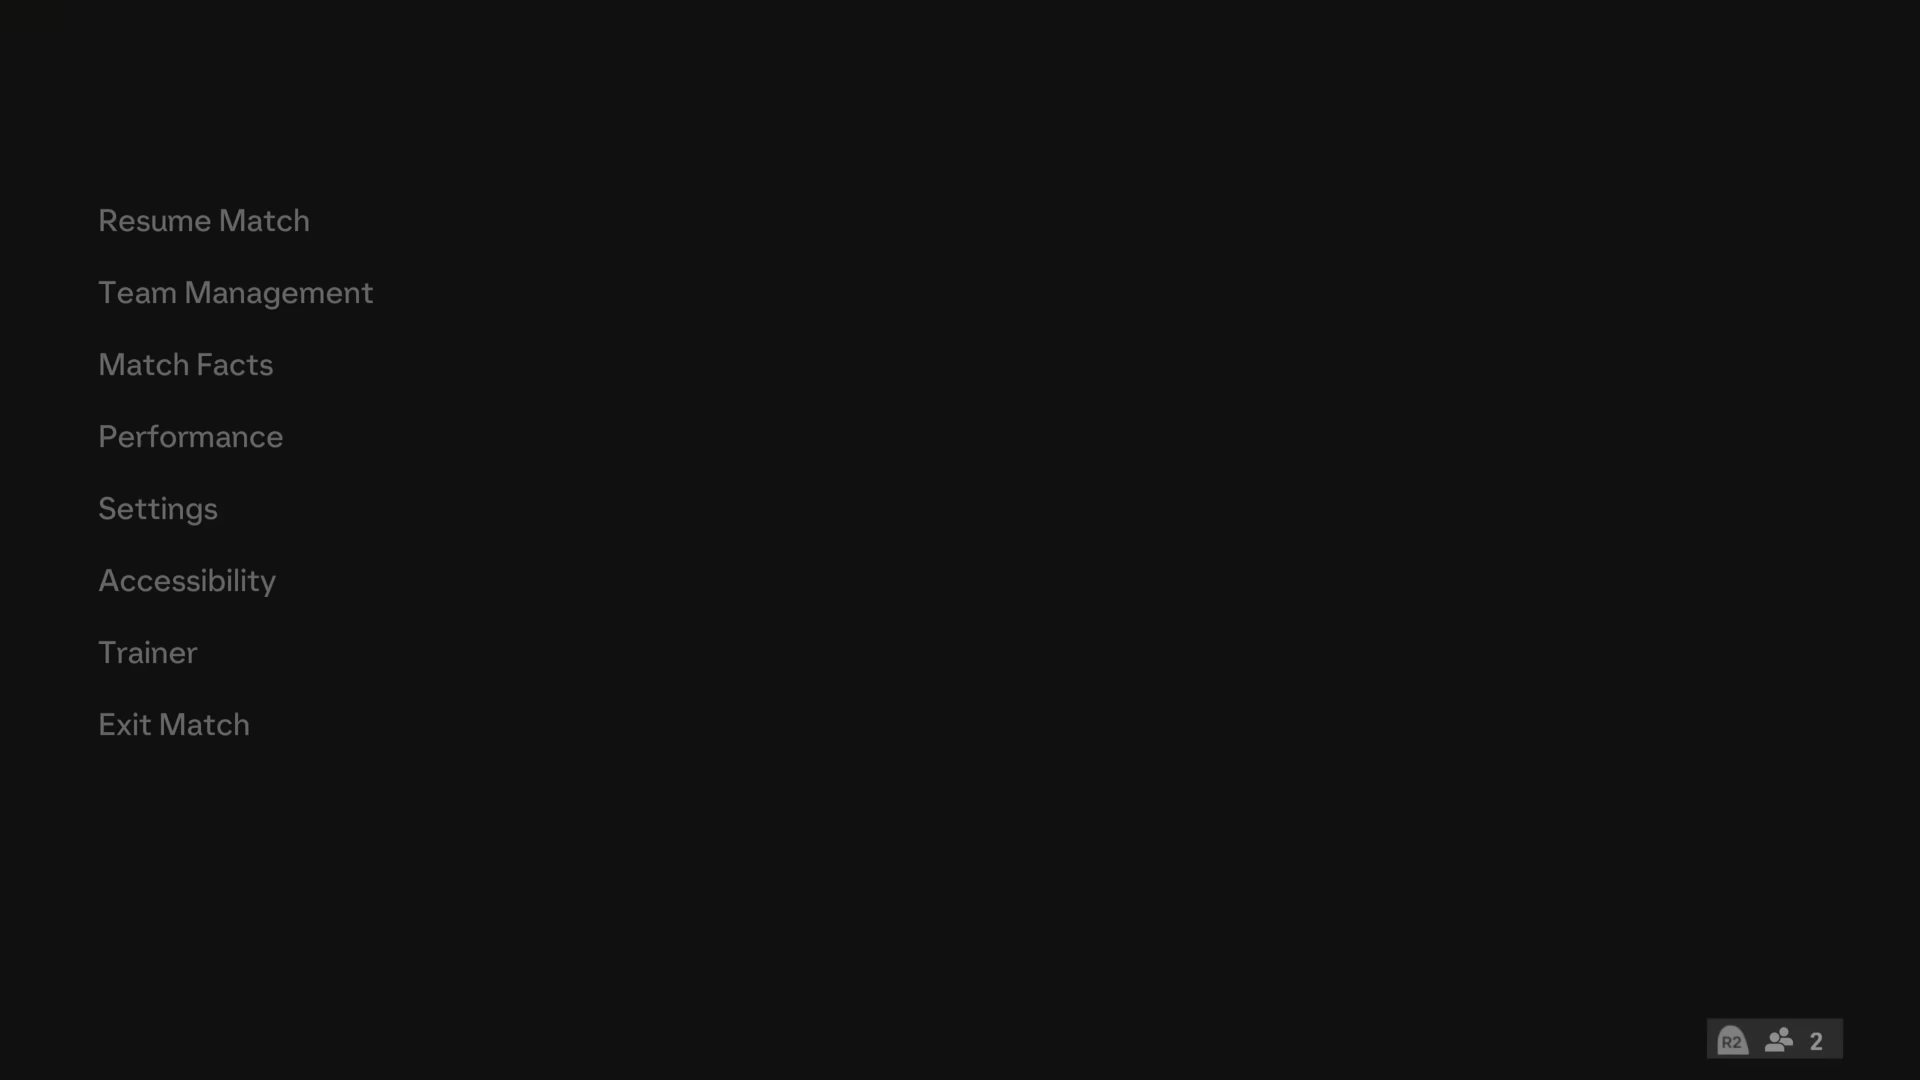 Resume Match
Team Management
Match Facts
Performance
Settings
Accessibility
Trainer
Exit Match
R2 2